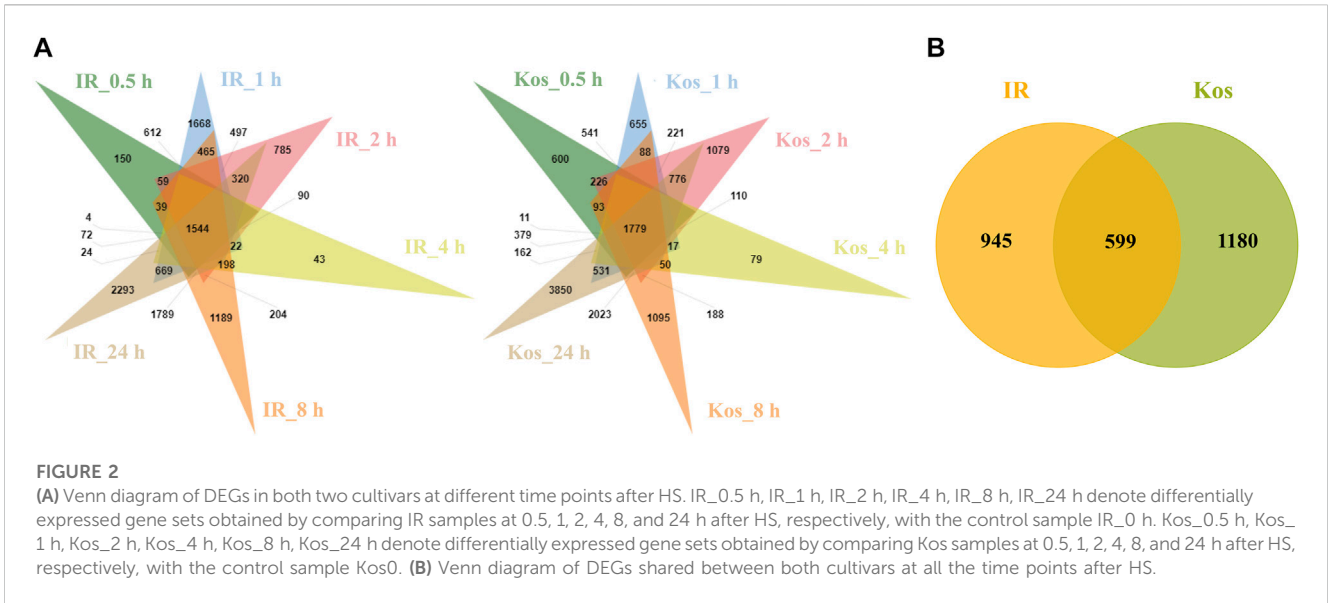 A
IR_0.5 h
IR_1 h
612
1668
497
IR_2 h
150
465
785
59
320
90
39
4
1544
72
22
IR_4 h
24
43
669
198
2293
1789
1189
204
IR_24 h
IR_8 h
Kos_0.5 h
Kos_1 h
541
655
221
Kos_2 h
600
88
1079
226
776
110
93
11
1779
379
17
Kos_4 h
162
79
531
50
3850
2023
1095
188
Kos_24 h
Kos_8 h
B
IR Kos
945 599 1180
FIGURE 2
(A) Venn diagram of DEGs in both two cultivars at different time points after HS. IR_0.5 h, IR_1 h, IR_2 h, IR_4 h, IR_8 h, IR_24 h denote differentially
expressed gene sets obtained by comparing IR samples at 0.5, 1, 2, 4, 8, and 24 h after HS, respectively, with the control sample IR_0 h. Kos_0.5 h, Kos_
1 h, Kos_2 h, Kos_4 h, Kos_8 h, Kos_24 h denote differentially expressed gene sets obtained by comparing Kos samples at 0.5, 1, 2, 4, 8, and 24 h after HS,
respectively, with the control sample Kos0. (B) Venn diagram of DEGs shared between both cultivars at all the time points after HS.